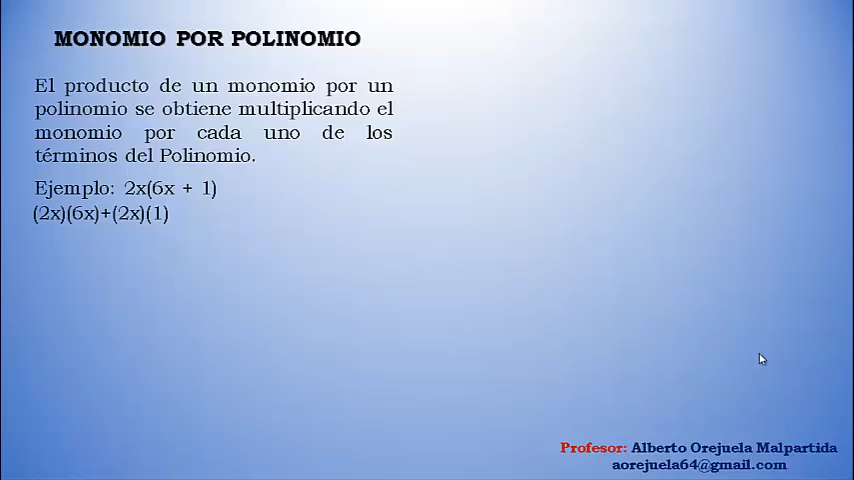 MONOMIO POR POLINOMIO
El producto de un monomio por un
polinomio se obtiene multiplicando el
monomio por cada uno de los
términos del Polinomio.
Ejemplo: 2x(6x + 1)
(2x)(6x)+(2x)(1)
Profesor: Alberto Orejuela Malpartida
aorejuela64@gmail.com